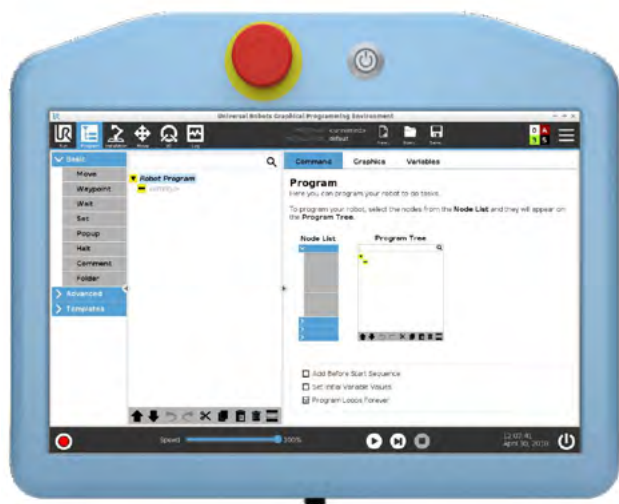 Universal Robots Graphical Programming Environment
UR
Run
Program
Installation
Move
I/O
Log
default
New...
Open...
Save...
Basic
Move
Waypoint
Wait
Set
Popup
Halt
Comment
Folder
Advanced
Templates
Robot Program
Command Graphics Variables
Program
Here you can program your robot to do tasks.
To program your robot, select the nodes from the Node List and they will appear on
the Program Tree.
Node List Program Tree
Add Before Start Sequence
Set Initial Variable Values
Program Loops Forever
Speed 100%
April 30, 2010